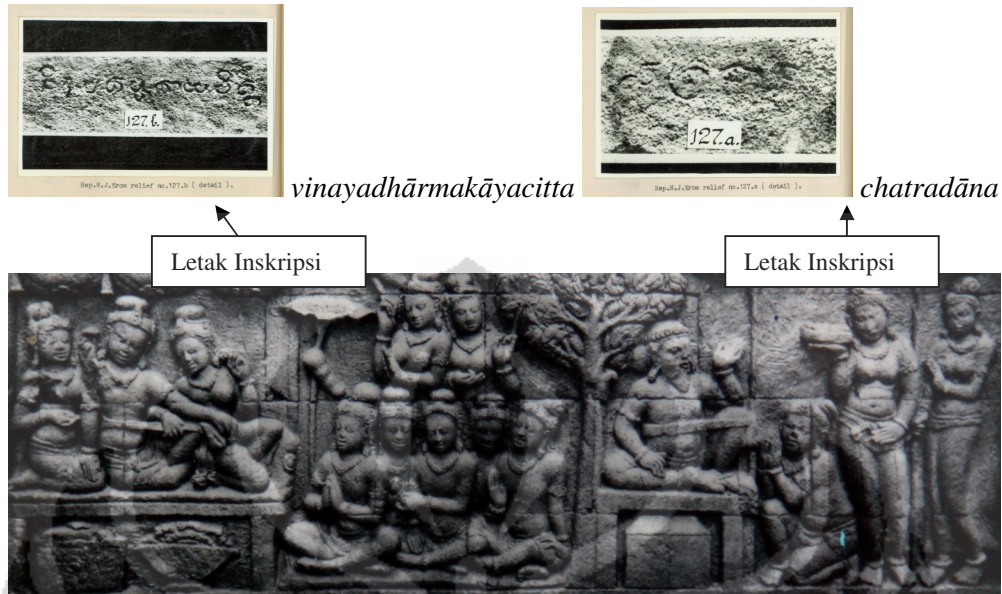 127.b.
Rep.N.J.Krom relief no.127.b ( detail ).
vinayadhārmakāyacitta
127.a.
Rep.N.J.Krom relief no.127.a ( detail ).
chatradāna
Letak Inskripsi
Letak Inskripsi